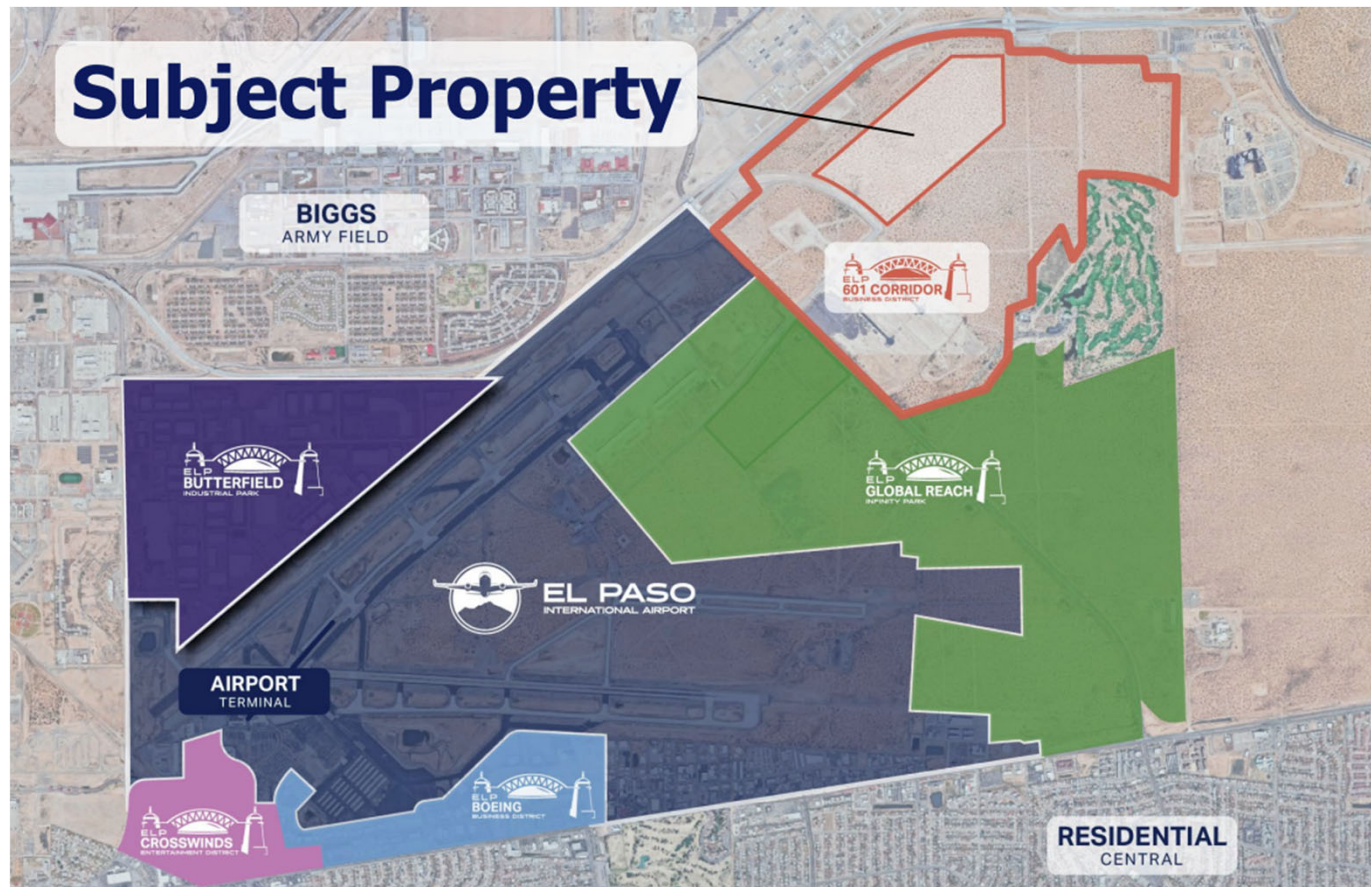 Subject Property
BIGGS
ARMY FIELD
ELP
601 CORRIDOR
BUSINESS DISTRICT
ELP
BUTTERFIELD
INDUSTRIAL PARK
ELP
GLOBAL REACH
INFINITY PARK
EL PASO
INTERNATIONAL AIRPORT
AIRPORT
TERMINAL
ELP
BOEING
BUSINESS DISTRICT
ELP
CROSSWINDS
ENTERTAINMENT DISTRICT
RESIDENTIAL
CENTRAL